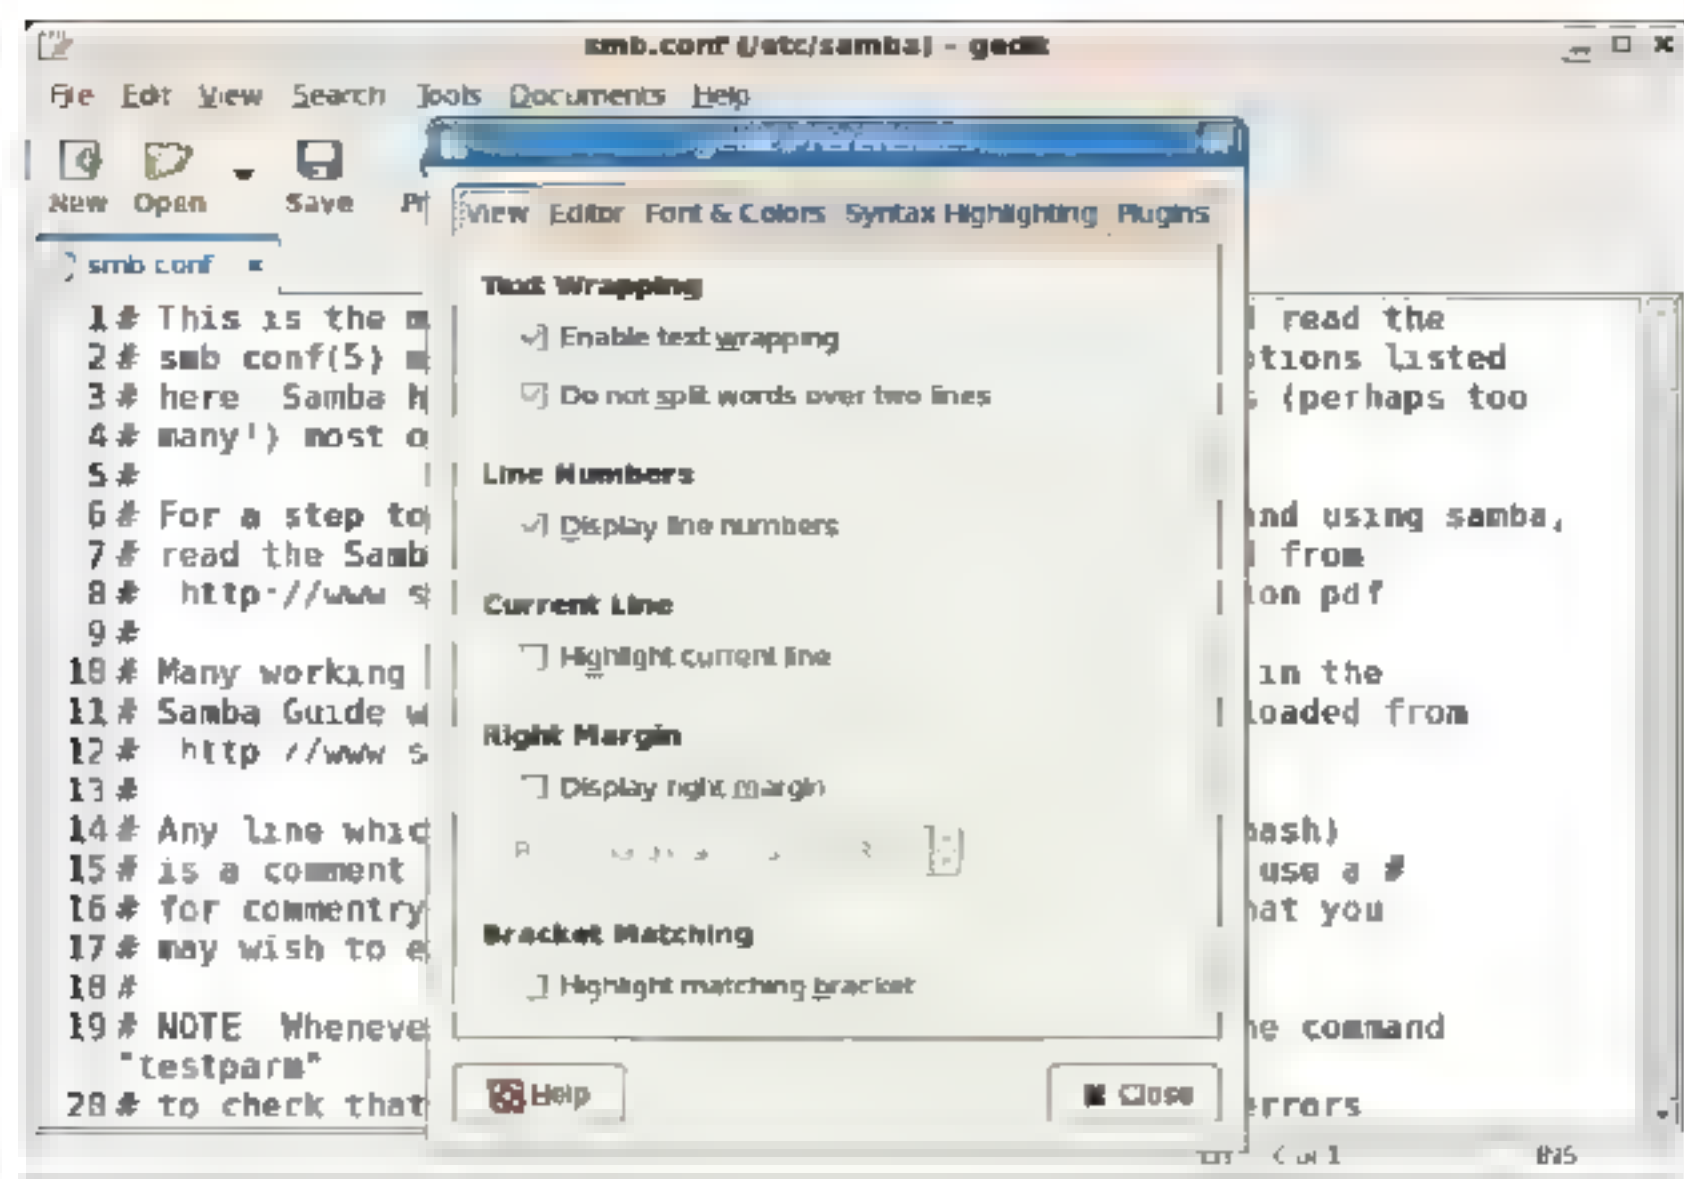 smb.conf (/etc/samba) - gedit
File Edit View Search Tools Documents Help
New Open Save Pr
smb.conf
View Editor Font & Colors Syntax Highlighting Plugins
Text Wrapping
Enable text wrapping
Do not split words over two lines
Line Numbers
Display line numbers
Current Line
Highlight current line
Right Margin
Display right margin
Bracket Matching
Highlight matching bracket
Help Close
1 # This is the m read the
2 # smb.conf(5) m tions listed
3 # here. Samba h s (perhaps too
4 # many!) most o
5 #
6 # For a step to nd using samba,
7 # read the Samb from
8 # http://www s ion pdf
9 #
10 # Many working in the
11 # Samba Guide w loaded from
12 # http://www s
13 #
14 # Any line whic hash)
15 # is a comment use a #
16 # for commentry hat you
17 # may wish to e
18 #
19 # NOTE Wheneve he command
"testparm"
20 # to check that errors
INS